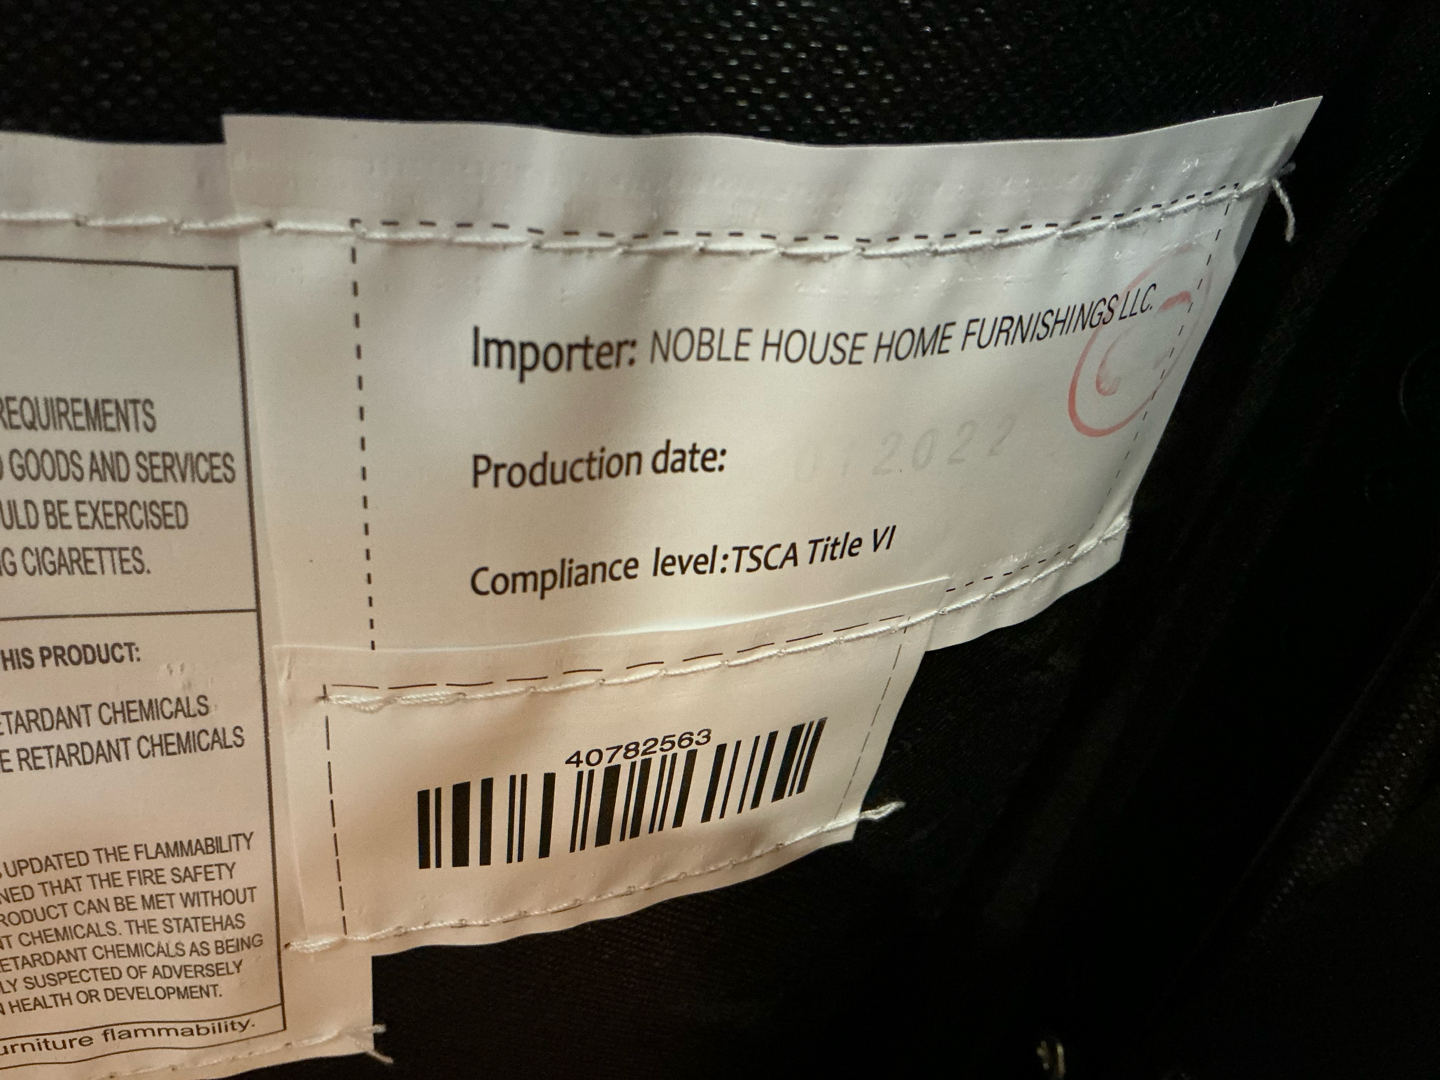 REQUIREMENTS
GOODS AND SERVICES
ULD BE EXERCISED
G CIGARETTES.
HIS PRODUCT:
ETARDANT CHEMICALS
E RETARDANT CHEMICALS
UPDATED THE FLAMMABILITY
NED THAT THE FIRE SAFETY
RODUCT CAN BE MET WITHOUT
T CHEMICALS. THE STATEHAS
ETARDANT CHEMICALS AS BEING
LY SUSPECTED OF ADVERSELY
HEALTH OR DEVELOPMENT.
urniture flammability.
Importer: NOBLE HOUSE HOME FURNISHINGS LLC.
Production date: 2022
Compliance level:TSCA Title VI
40782563